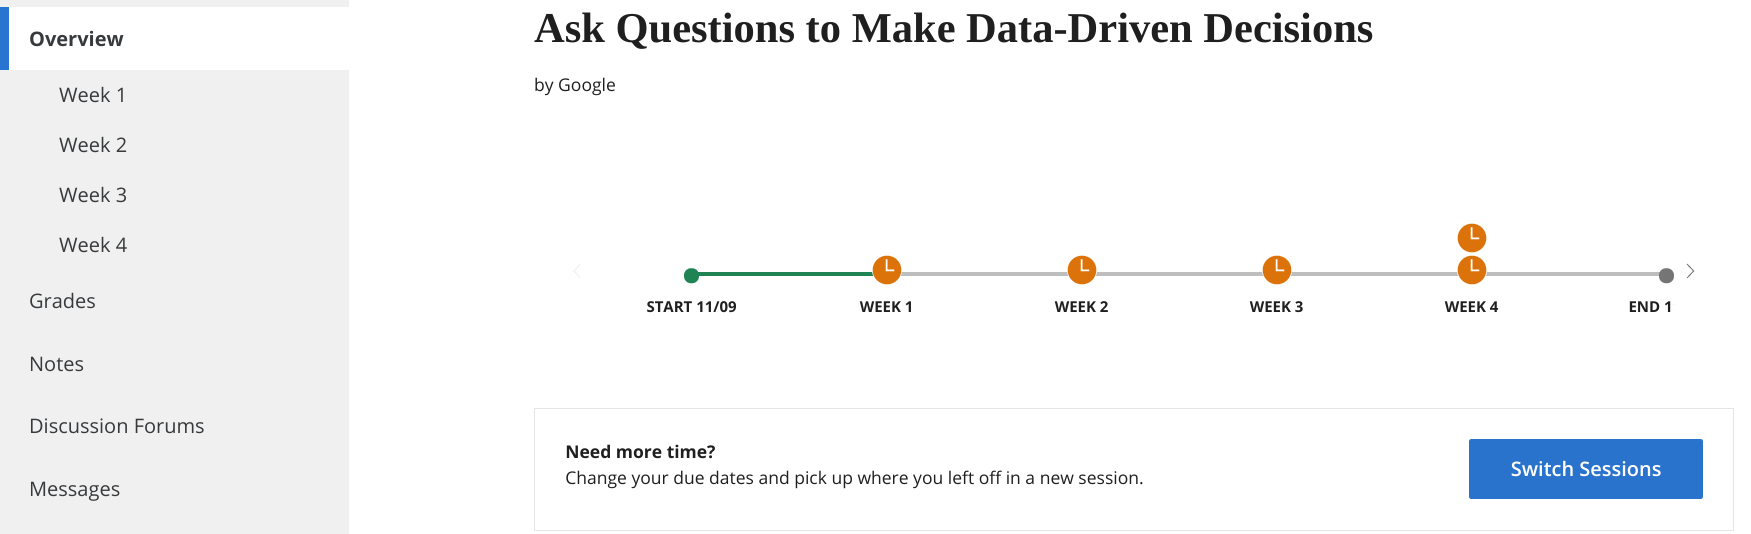 Overview
Week 1
Week 2
Week 3
Week 4
Grades
Notes
Discussion Forums
Messages
Ask Questions to Make Data-Driven Decisions
by Google
START 11/09
WEEK 1
WEEK 2
WEEK 3
WEEK 4
END 1
Need more time?
Change your due dates and pick up where you left off in a new session.
Switch Sessions